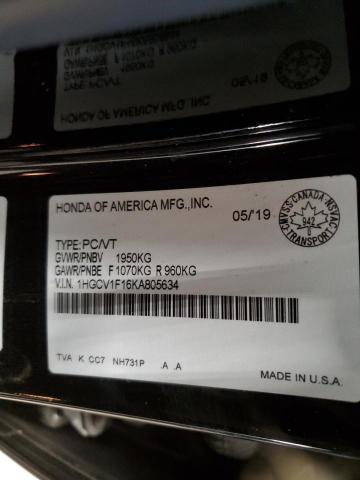 HONDA OF AMERICA MFG.,INC.
05/'19
CMVSS-CANADA-NSVAC
942
TRANSPORT
TYPE: PC/VT
GVWR/PNBV 1950KG
GAWR/PNBE F 1070KG R 960KG
V.I.N. 1HGCV1F16KA805634
TVA K CC7 NH731P .A .A
MADE IN U.S.A.